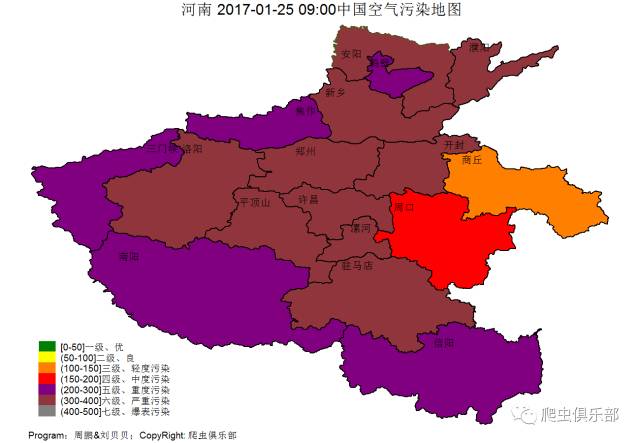 河南 2017-01-25 09:00中国空气污染地图
安阳
濮阳
鹤壁
新乡
焦作
三门峡
洛阳
郑州
开封
商丘
平顶山
许昌
周口
漯河
南阳
驻马店
信阳
[0-50]一级、优
(50-100]二级、良
(100-150]三级、轻度污染
(150-200]四级、中度污染
(200-300]五级、重度污染
(300-400]六级、严重污染
(400-500]七级、爆表污染
Program：周鹏&刘贝贝；CopyRight: 爬虫俱乐部
爬虫俱乐部